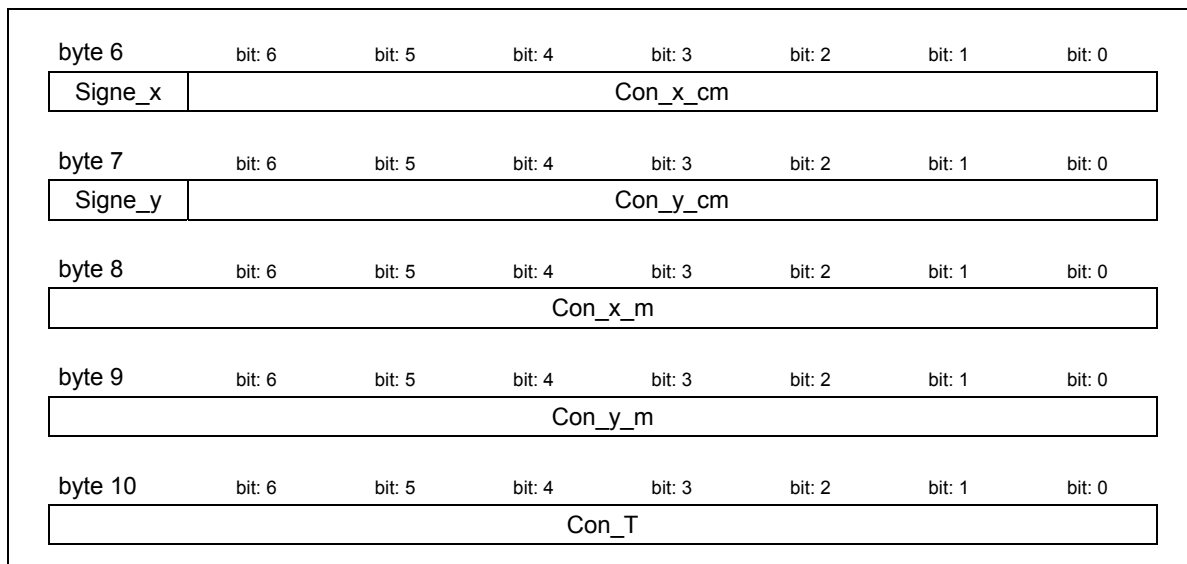 byte 6 bit: 6 bit: 5 bit: 4 bit: 3 bit: 2 bit: 1 bit: 0
Signe_x Con_x_cm
byte 7 bit: 6 bit: 5 bit: 4 bit: 3 bit: 2 bit: 1 bit: 0
Signe_y Con_y_cm
byte 8 bit: 6 bit: 5 bit: 4 bit: 3 bit: 2 bit: 1 bit: 0
Con_x_m
byte 9 bit: 6 bit: 5 bit: 4 bit: 3 bit: 2 bit: 1 bit: 0
Con_y_m
byte 10 bit: 6 bit: 5 bit: 4 bit: 3 bit: 2 bit: 1 bit: 0
Con_T